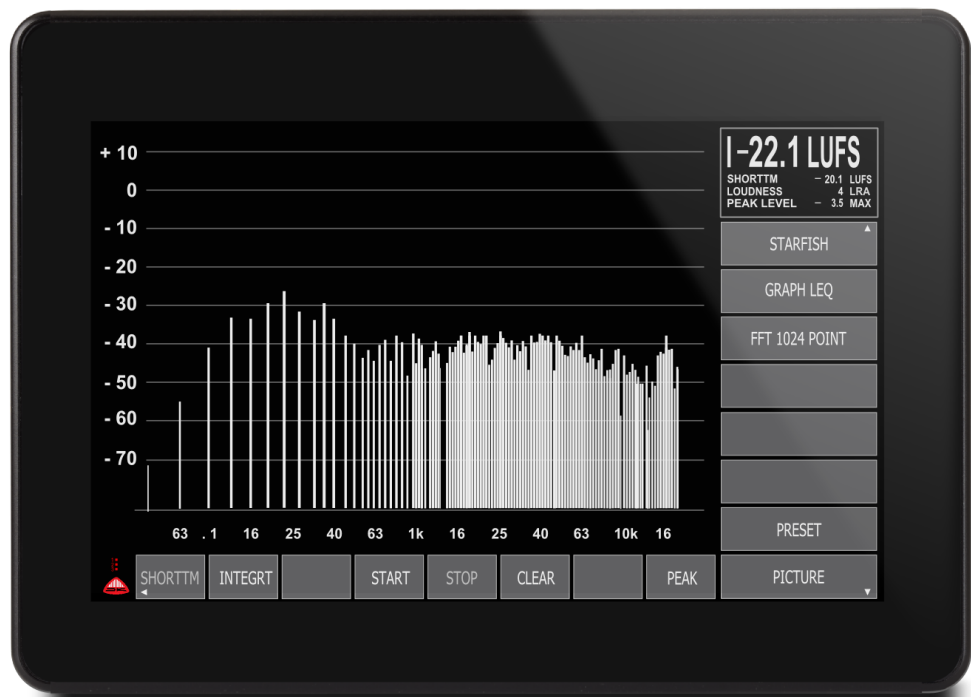 + 10
0
- 10
- 20
- 30
- 40
- 50
- 60
- 70
63 .1 16 25 40 63 1k 16 25 40 63 10k 16
I -22.1 LUFS
SHORTTM - 20.1 LUFS
LOUDNESS 4 LRA
PEAK LEVEL - 3.5 MAX
STARFISH
GRAPH LEQ
FFT 1024 POINT
PRESET
SHORTTM INTEGRT START STOP CLEAR PEAK PICTURE